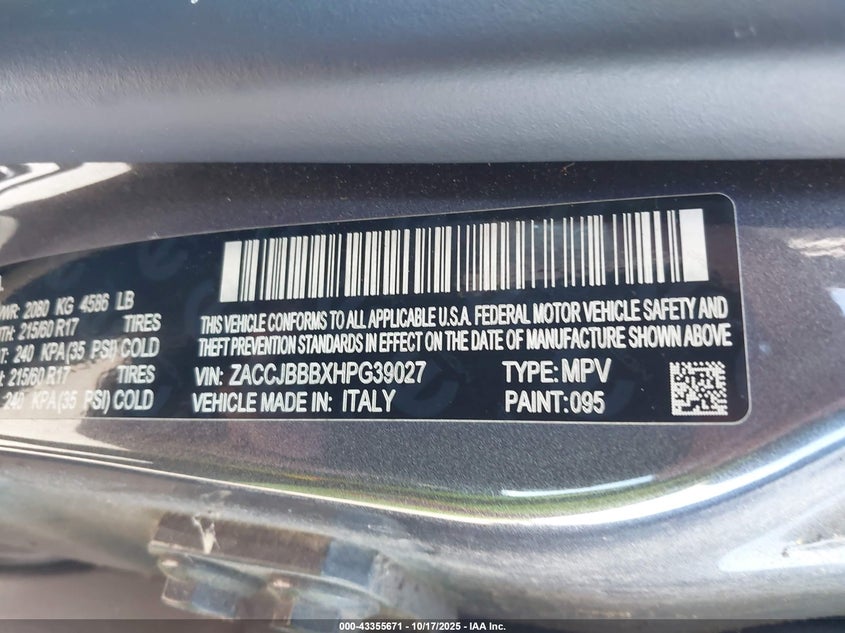 2080 KG 4586 LB
215/60 R17 TIRES
240 KPA(35 PSI) COLD
215/60 R17 TIRES
240 KPA(35 PSI) COLD
THIS VEHICLE CONFORMS TO ALL APPLICABLE U.S.A. FEDERAL MOTOR VEHICLE SAFETY AND
THEFT PREVENTION STANDARDS IN EFFECT ON THE DATE OF MANUFACTURE SHOWN ABOVE
VIN: ZACCJBBBXHPG39027 TYPE: MPV
VEHICLE MADE IN: ITALY PAINT: 095
000-43355671 - 10/17/2025 - IAA Inc.